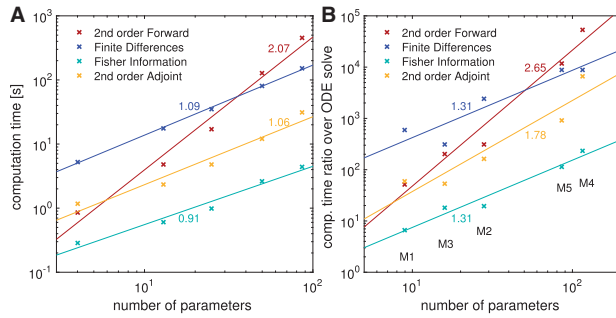 A
2nd order Forward
Finite Differences
Fisher Information
2nd order Adjoint
2.07
1.09
1.06
0.91
computation time [s]
10^3
10^2
10^1
10^0
10^-1
10^1
10^2
number of parameters
B
2nd order Forward
Finite Differences
Fisher Information
2nd order Adjoint
2.65
1.31
1.78
1.31
M1
M3
M2
M5
M4
comp. time ratio over ODE solve
10^6
10^5
10^4
10^3
10^2
10^1
10^0
10^1
10^2
number of parameters